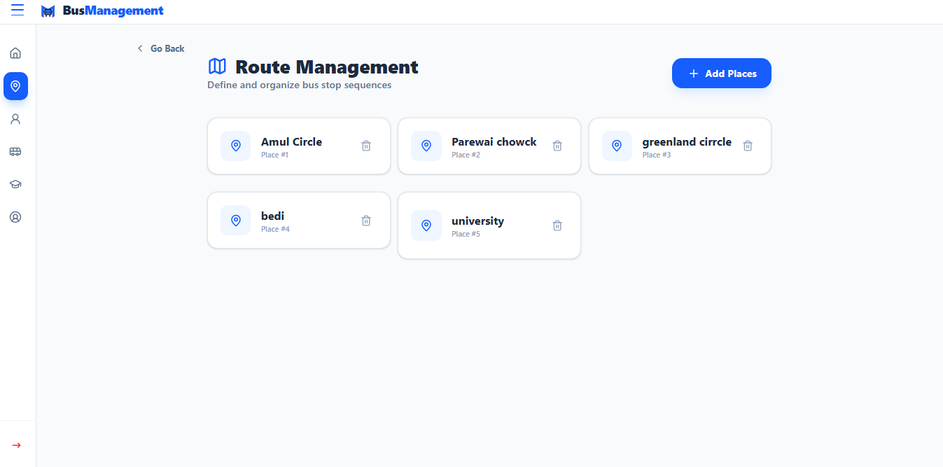 BusManagement
Go Back
Route Management
Define and organize bus stop sequences
Add Places
Amul Circle
Place #1
Parewai chowck
Place #2
greenland cirrcle
Place #3
bedi
Place #4
university
Place #5